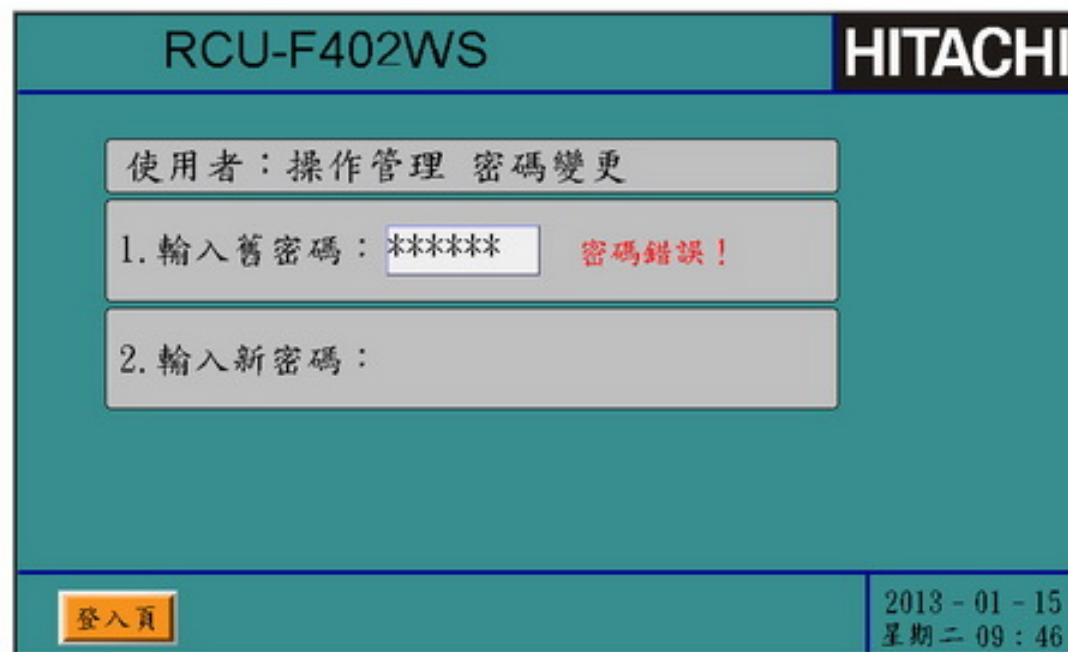 RCU-F402WS
HITACHI
使用者：操作管理 密碼變更
1.輸入舊密碼：****** 密碼錯誤！
2.輸入新密碼：
登入頁
2013-01-15
星期二 09:46